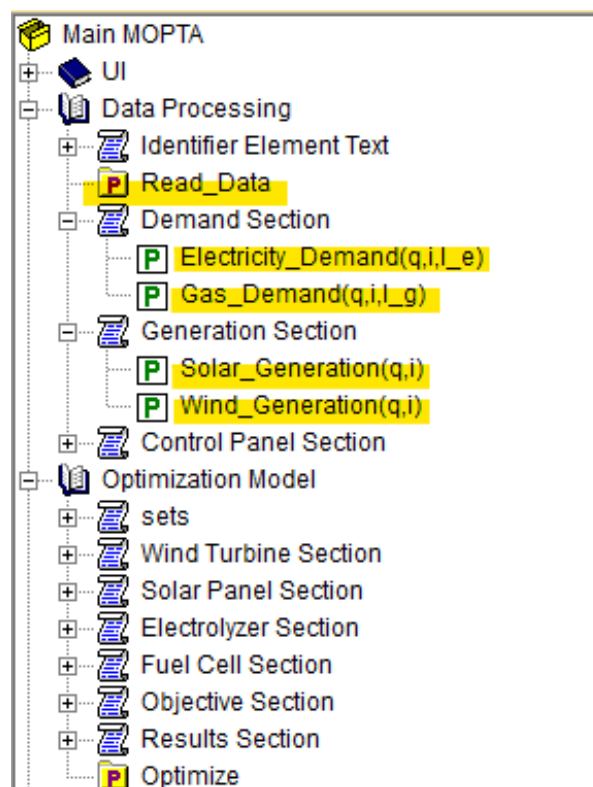 Main MOPTA
UI
Data Processing
Identifier Element Text
P Read_Data
Demand Section
P Electricity_Demand(q,i,l_e)
P Gas_Demand(q,i,l_g)
Generation Section
P Solar_Generation(q,i)
P Wind_Generation(q,i)
Control Panel Section
Optimization Model
sets
Wind Turbine Section
Solar Panel Section
Electrolyzer Section
Fuel Cell Section
Objective Section
Results Section
P Optimize